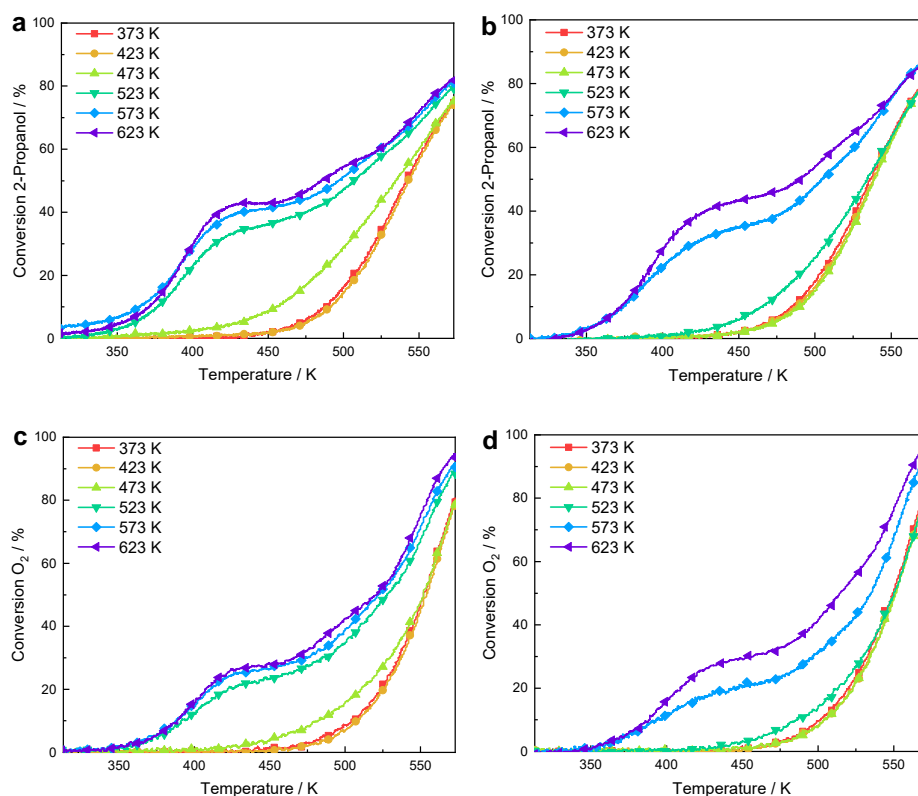 a
Conversion 2-Propanol / %
100
80
60
40
20
0
373 K
423 K
473 K
523 K
573 K
623 K
350
400
450
500
550
Temperature / K
b
Conversion 2-Propanol / %
100
80
60
40
20
0
373 K
423 K
473 K
523 K
573 K
623 K
350
400
450
500
550
Temperature / K
c
Conversion O₂ / %
100
80
60
40
20
0
373 K
423 K
473 K
523 K
573 K
623 K
350
400
450
500
550
Temperature / K
d
Conversion O₂ / %
100
80
60
40
20
0
373 K
423 K
473 K
523 K
573 K
623 K
350
400
450
500
550
Temperature / K